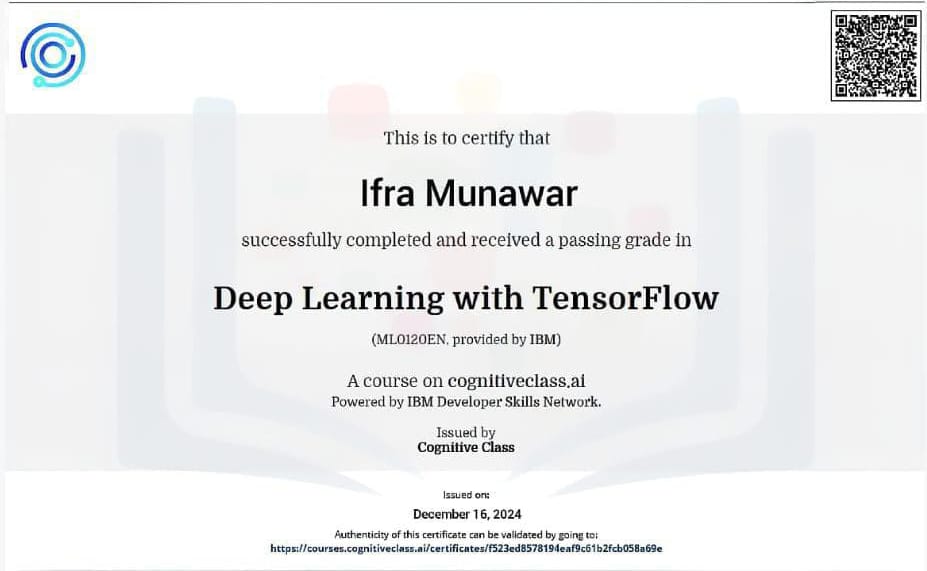 This is to certify that
Ifra Munawar
successfully completed and received a passing grade in
Deep Learning with TensorFlow
(ML0120EN, provided by IBM)
A course on cognitiveclass.ai
Powered by IBM Developer Skills Network.
Issued by
Cognitive Class
Issued on:
December 16, 2024
Authenticity of this certificate can be validated by going to:
https://courses.cognitiveclass.ai/certificates/f523ed8578194eaf9c61b2fcb058a69e